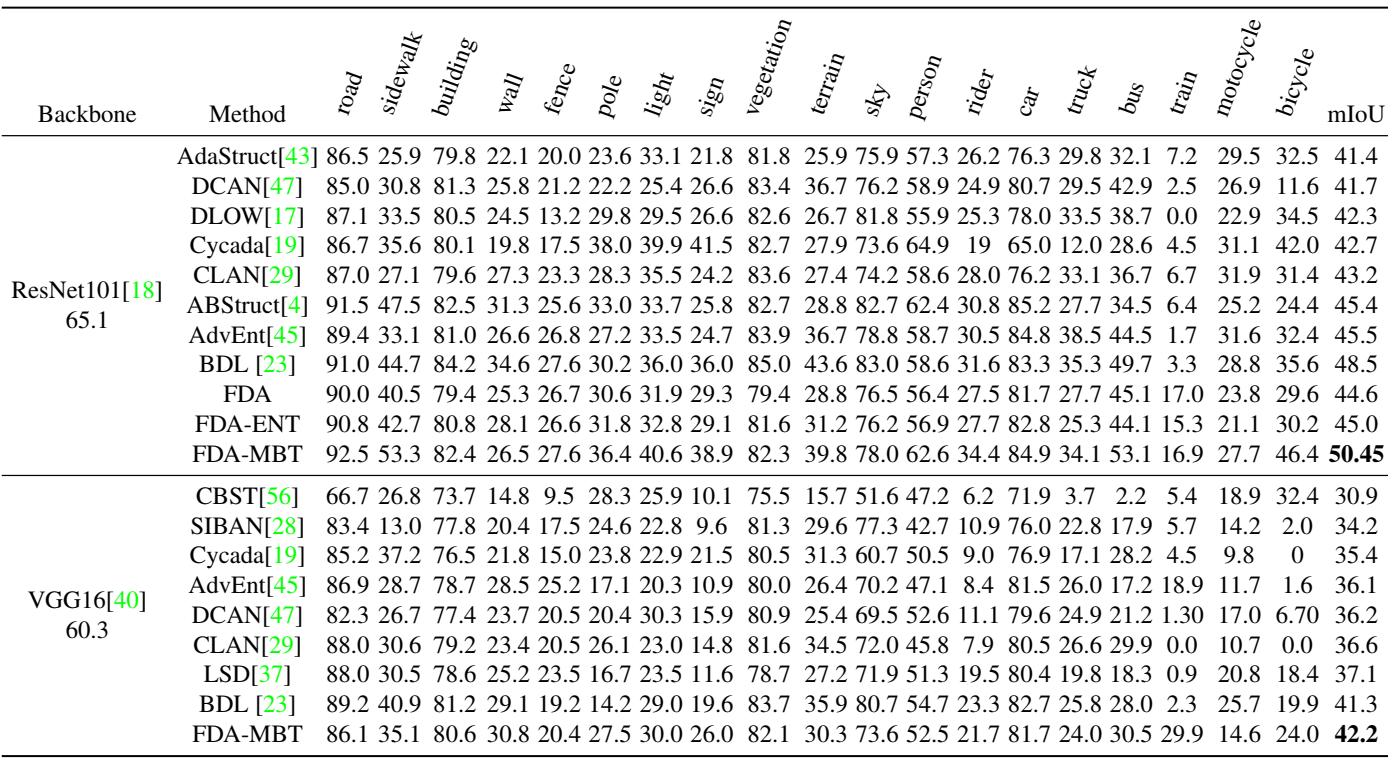 Backbone Method road sidewalk building wall fence pole light sign vegetation terrain sky person rider car truck bus train motocycle bicycle mIoU
AdaStruct[43] 86.5 25.9 79.8 22.1 20.0 23.6 33.1 21.8 81.8 25.9 75.9 57.3 26.2 76.3 29.8 32.1 7.2 29.5 32.5 41.4
DCAN[47] 85.0 30.8 81.3 25.8 21.2 22.2 25.4 26.6 83.4 36.7 76.2 58.9 24.9 80.7 29.5 42.9 2.5 26.9 11.6 41.7
DLOW[17] 87.1 33.5 80.5 24.5 13.2 29.8 29.5 26.6 82.6 26.7 81.8 55.9 25.3 78.0 33.5 38.7 0.0 22.9 34.5 42.3
Cycada[19] 86.7 35.6 80.1 19.8 17.5 38.0 39.9 41.5 82.7 27.9 73.6 64.9 19 65.0 12.0 28.6 4.5 31.1 42.0 42.7
CLAN[29] 87.0 27.1 79.6 27.3 23.3 28.3 35.5 24.2 83.6 27.4 74.2 58.6 28.0 76.2 33.1 36.7 6.7 31.9 31.4 43.2
ResNet101[18]
65.1
ABStruct[4] 91.5 47.5 82.5 31.3 25.6 33.0 33.7 25.8 82.7 28.8 82.7 62.4 30.8 85.2 27.7 34.5 6.4 25.2 24.4 45.4
AdvEnt[45] 89.4 33.1 81.0 26.6 26.8 27.2 33.5 24.7 83.9 36.7 78.8 58.7 30.5 84.8 38.5 44.5 1.7 31.6 32.4 45.5
BDL [23] 91.0 44.7 84.2 34.6 27.6 30.2 36.0 36.0 85.0 43.6 83.0 58.6 31.6 83.3 35.3 49.7 3.3 28.8 35.6 48.5
FDA 90.0 40.5 79.4 25.3 26.7 30.6 31.9 29.3 79.4 28.8 76.5 56.4 27.5 81.7 27.7 45.1 17.0 23.8 29.6 44.6
FDA-ENT 90.8 42.7 80.8 28.1 26.6 31.8 32.8 29.1 81.6 31.2 76.2 56.9 27.7 82.8 25.3 44.1 15.3 21.1 30.2 45.0
FDA-MBT 92.5 53.3 82.4 26.5 27.6 36.4 40.6 38.9 82.3 39.8 78.0 62.6 34.4 84.9 34.1 53.1 16.9 27.7 46.4 50.45
CBST[56] 66.7 26.8 73.7 14.8 9.5 28.3 25.9 10.1 75.5 15.7 51.6 47.2 6.2 71.9 3.7 2.2 5.4 18.9 32.4 30.9
SIBAN[28] 83.4 13.0 77.8 20.4 17.5 24.6 22.8 9.6 81.3 29.6 77.3 42.7 10.9 76.0 22.8 17.9 5.7 14.2 2.0 34.2
Cycada[19] 85.2 37.2 76.5 21.8 15.0 23.8 22.9 21.5 80.5 31.3 60.7 50.5 9.0 76.9 17.1 28.2 4.5 9.8 0 35.4
AdvEnt[45] 86.9 28.7 78.7 28.5 25.2 17.1 20.3 10.9 80.0 26.4 70.2 47.1 8.4 81.5 26.0 17.2 18.9 11.7 1.6 36.1
VGG16[40]
60.3
DCAN[47] 82.3 26.7 77.4 23.7 20.5 20.4 30.3 15.9 80.9 25.4 69.5 52.6 11.1 79.6 24.9 21.2 1.30 17.0 6.70 36.2
CLAN[29] 88.0 30.6 79.2 23.4 20.5 26.1 23.0 14.8 81.6 34.5 72.0 45.8 7.9 80.5 26.6 29.9 0.0 10.7 0.0 36.6
LSD[37] 88.0 30.5 78.6 25.2 23.5 16.7 23.5 11.6 78.7 27.2 71.9 51.3 19.5 80.4 19.8 18.3 0.9 20.8 18.4 37.1
BDL [23] 89.2 40.9 81.2 29.1 19.2 14.2 29.0 19.6 83.7 35.9 80.7 54.7 23.3 82.7 25.8 28.0 2.3 25.7 19.9 41.3
FDA-MBT 86.1 35.1 80.6 30.8 20.4 27.5 30.0 26.0 82.1 30.3 73.6 52.5 21.7 81.7 24.0 30.5 29.9 14.6 24.0 42.2